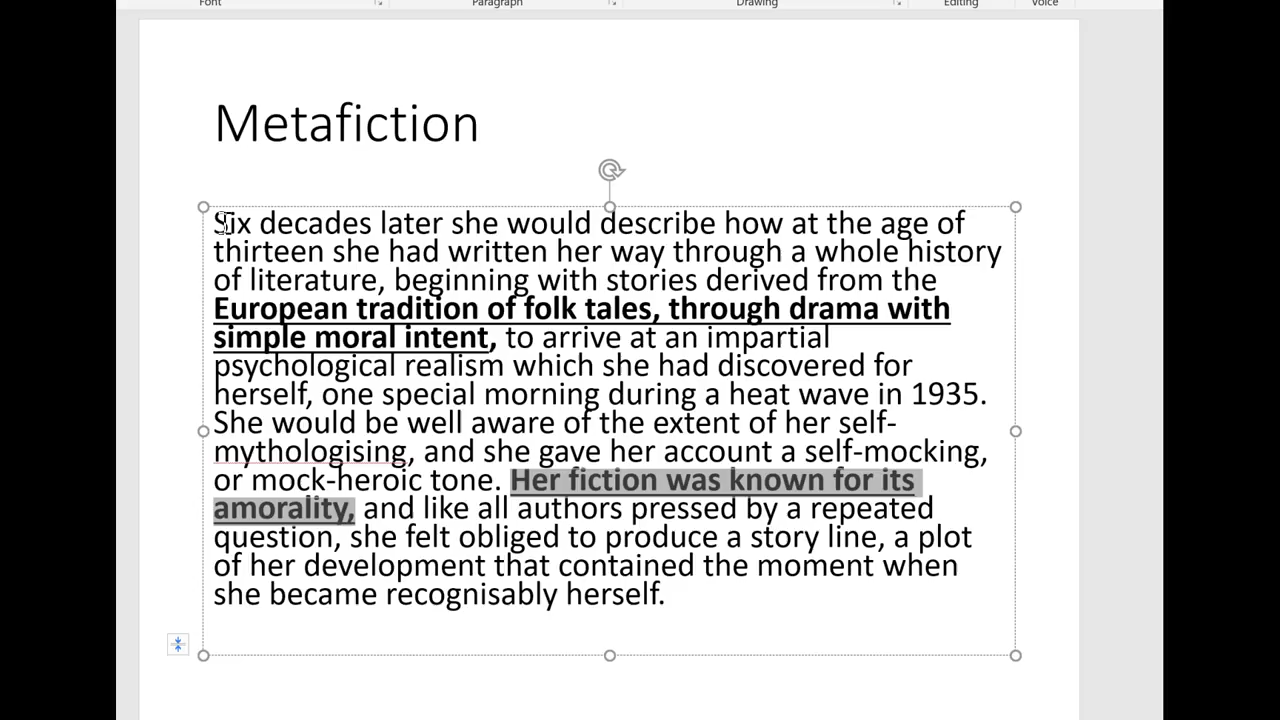 Font Paragraph Drawing Editing Voice
Metafiction
Six decades later she would describe how at the age of
thirteen she had written her way through a whole history
of literature, beginning with stories derived from the
European tradition of folk tales, through drama with
simple moral intent, to arrive at an impartial
psychological realism which she had discovered for
herself, one special morning during a heat wave in 1935.
She would be well aware of the extent of her self-
mythologising, and she gave her account a self-mocking,
or mock-heroic tone. Her fiction was known for its
amorality, and like all authors pressed by a repeated
question, she felt obliged to produce a story line, a plot
of her development that contained the moment when
she became recognisably herself.